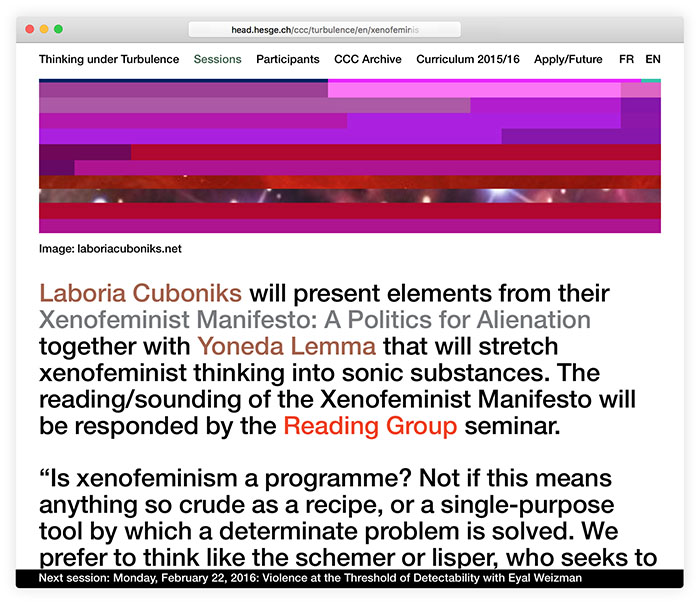 head.hesge.ch/ccc/turbulence/en/xenofeminis
Thinking under Turbulence Sessions Participants CCC Archive Curriculum 2015/16 Apply/Future FR EN
Image: laboriacuboniks.net
Laboria Cuboniks will present elements from their
Xenofeminist Manifesto: A Politics for Alienation
together with Yoneda Lemma that will stretch
xenofeminist thinking into sonic substances. The
reading/sounding of the Xenofeminist Manifesto will
be responded by the Reading Group seminar.
“Is xenofeminism a programme? Not if this means
anything so crude as a recipe, or a single-purpose
tool by which a determinate problem is solved. We
prefer to think like the schemer or lisper, who seeks to
Next session: Monday, February 22, 2016: Violence at the Threshold of Detectability with Eyal Weizman